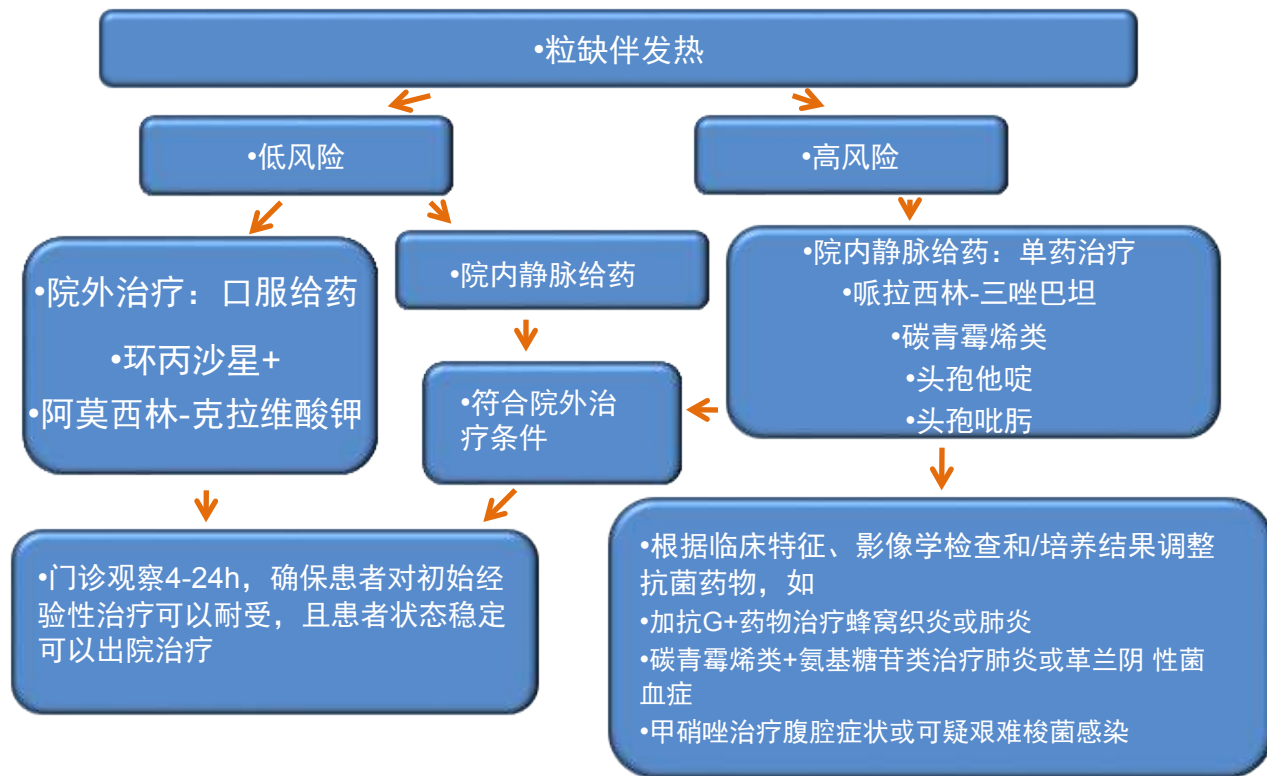 •粒缺伴发热
•低风险
•高风险
•院外治疗：口服给药
•环丙沙星+
•阿莫西林-克拉维酸钾
•院内静脉给药
•院内静脉给药：单药治疗
•哌拉西林-三唑巴坦
•碳青霉烯类
•头孢他啶
•头孢吡肟
•符合院外治
疗条件
•门诊观察4-24h，确保患者对初始经
验性治疗可以耐受，且患者状态稳定
可以出院治疗
•根据临床特征、影像学检查和/培养结果调整
抗菌药物，如
•加抗G+药物治疗蜂窝织炎或肺炎
•碳青霉烯类+氨基糖苷类治疗肺炎或革兰阴 性菌
血症
•甲硝唑治疗腹腔症状或可疑艰难梭菌感染